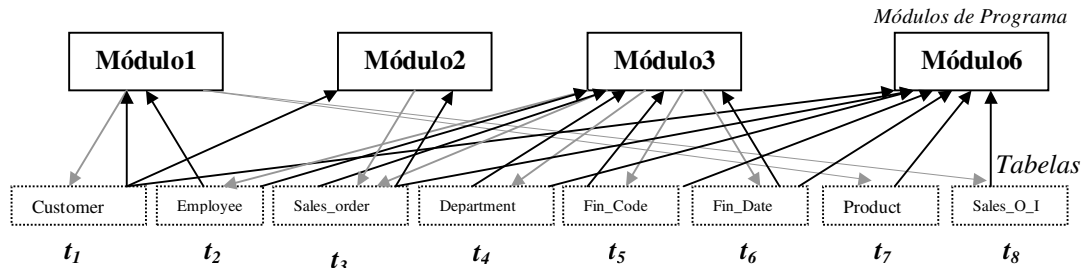 Módulos de Programa
Módulo1 Módulo2 Módulo3 Módulo6
Tabelas
Customer Employee Sales_order Department Fin_Code Fin_Date Product Sales_O_I
t1 t2 t3 t4 t5 t6 t7 t8